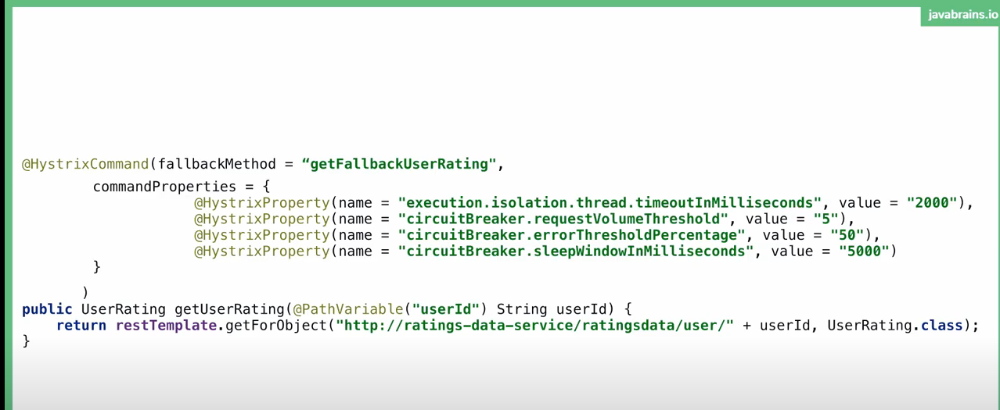 javabrains.io
@HystrixCommand(fallbackMethod = “getFallbackUserRating",
commandProperties = {
@HystrixProperty(name = "execution.isolation.thread.timeoutInMilliseconds", value = "2000"),
@HystrixProperty(name = "circuitBreaker.requestVolumeThreshold", value = "5"),
@HystrixProperty(name = "circuitBreaker.errorThresholdPercentage", value = "50"),
@HystrixProperty(name = "circuitBreaker.sleepWindowInMilliseconds", value = "5000")
}
)
public UserRating getUserRating(@PathVariable("userId") String userId) {
return restTemplate.getForObject("http://ratings-data-service/ratingsdata/user/" + userId, UserRating.class);
}